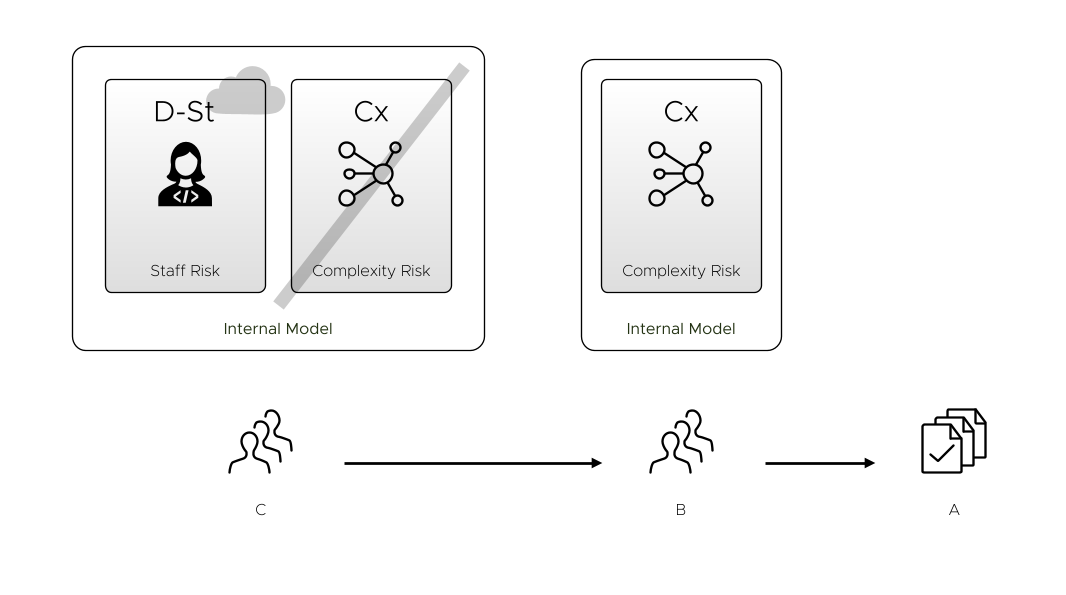 D-St
Staff Risk
Cx
Complexity Risk
Internal Model
Cx
Complexity Risk
Internal Model
C
B
A